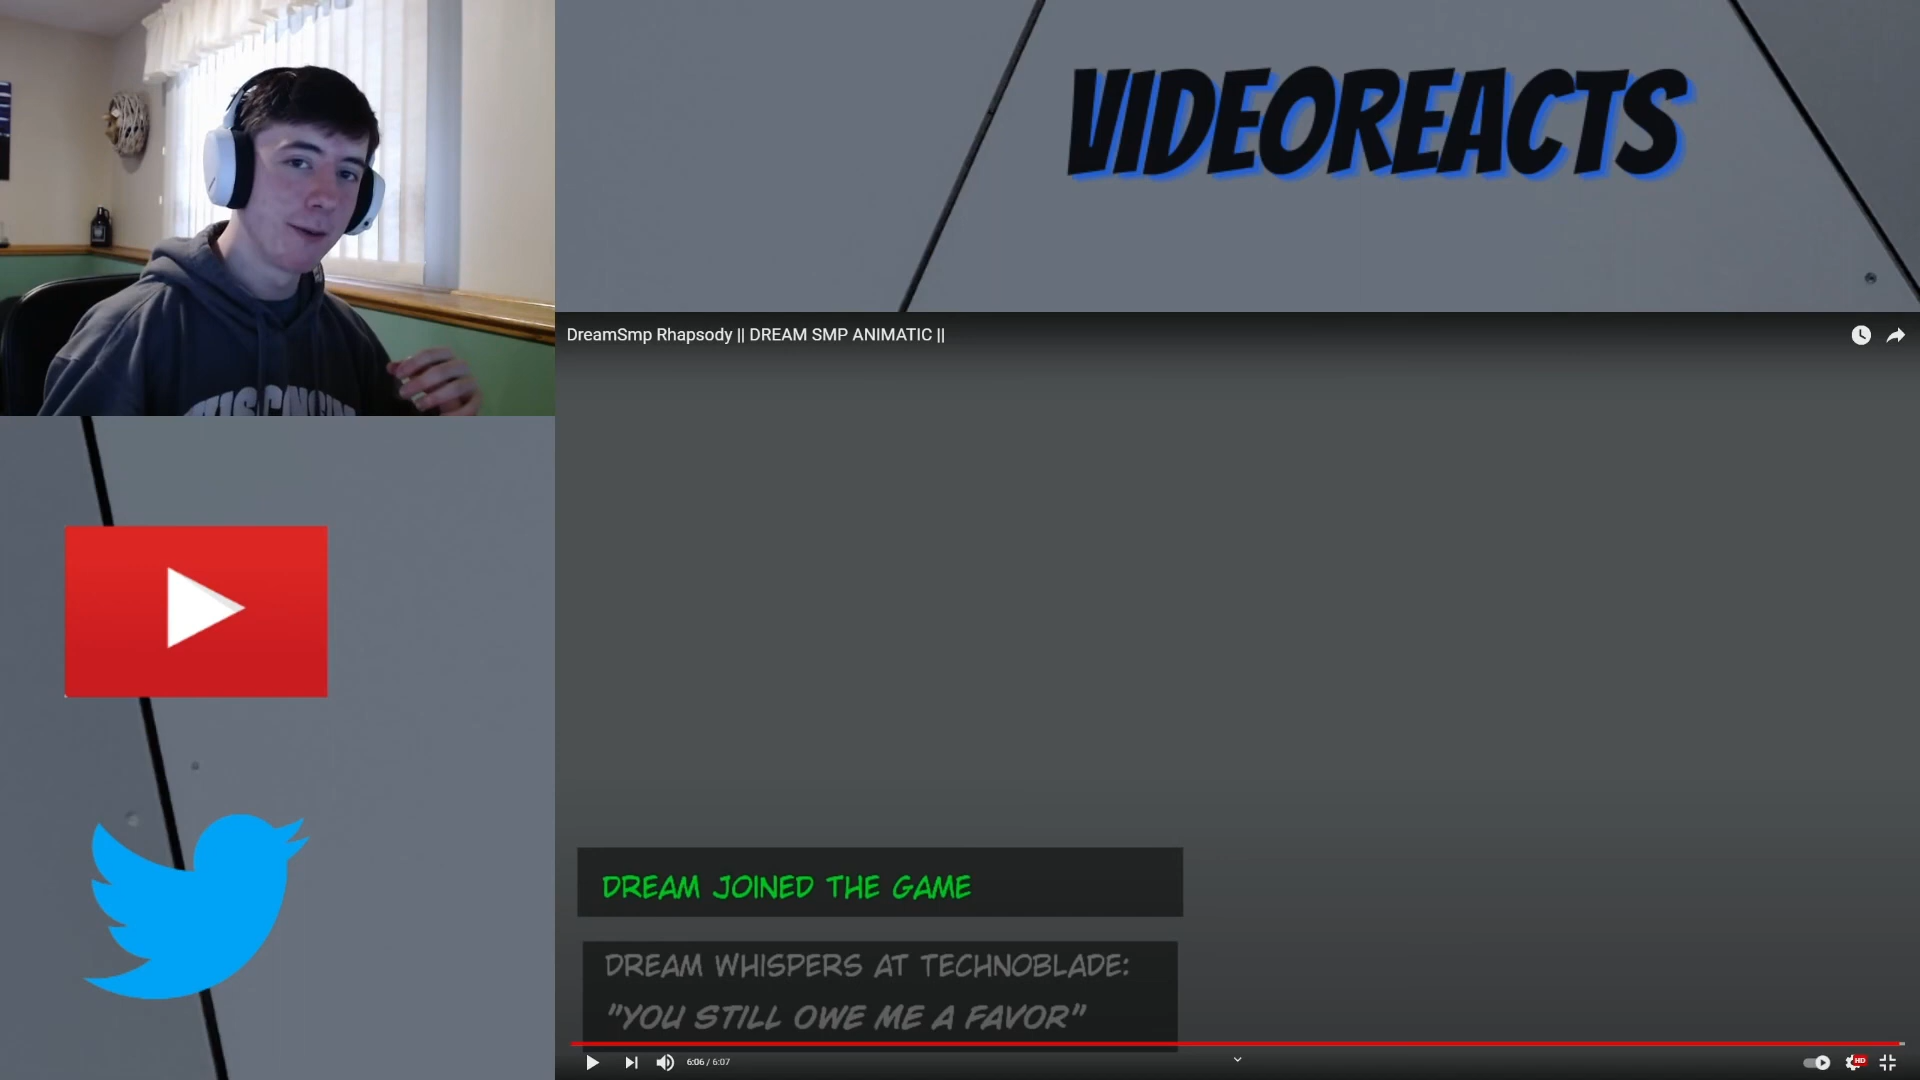 VIDEOREACTS
DreamSmp Rhapsody || DREAM SMP ANIMATIC ||
DREAM JOINED THE GAME
DREAM WHISPERS AT TECHNOBLADE:
"YOU STILL OWE ME A FAVOR"
6:06 / 6:07
HD